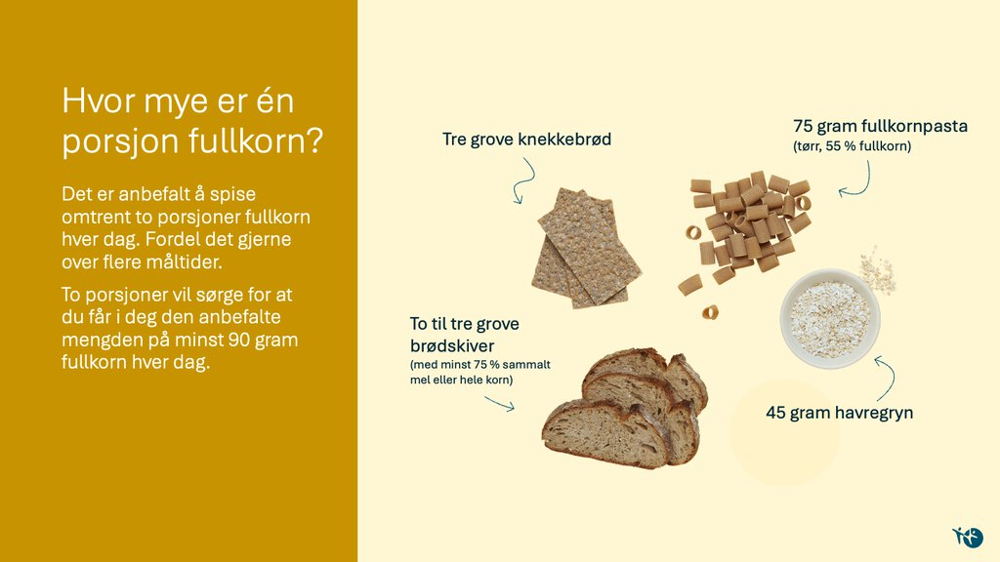 Hvor mye er én
porsjon fullkorn?
Det er anbefalt å spise
omtrent to porsjoner fullkorn
hver dag. Fordel det gjerne
over flere måltider.
To porsjoner vil sørge for at
du får i deg den anbefalte
mengden på minst 90 gram
fullkorn hver dag.
Tre grove knekkebrød
75 gram fullkornpasta
(tørr, 55 % fullkorn)
To til tre grove
brødskiver
(med minst 75 % sammalt
mel eller hele korn)
45 gram havregryn